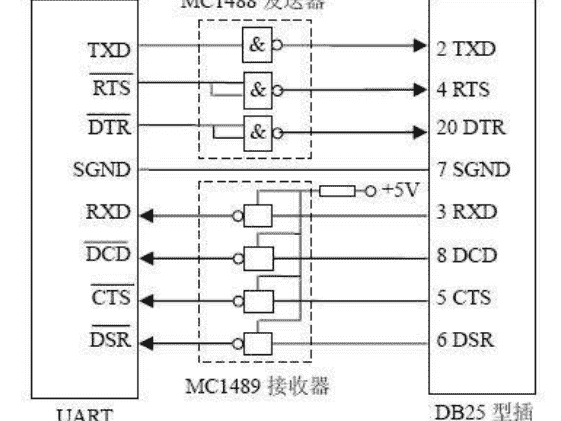 MC1488 发送器
TXD & 2 TXD
RTS & 4 RTS
DTR & 20 DTR
SGND 7 SGND
+5V
RXD 3 RXD
DCD 8 DCD
CTS 5 CTS
DSR 6 DSR
MC1489 接收器
UART DB25 型插